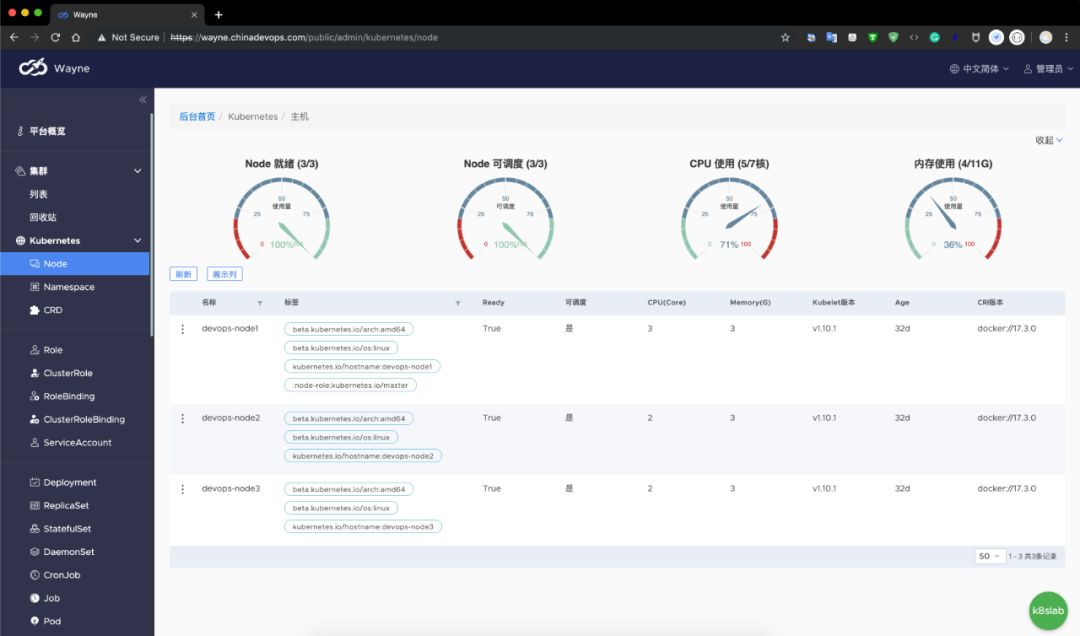 Wayne
Not Secure https://wayne.chinadevops.com/public/admin/kubernetes/node
Wayne
中文简体
管理员
平台概览
集群
列表
回收站
Kubernetes
Node
Namespace
CRD
Role
ClusterRole
RoleBinding
ClusterRoleBinding
ServiceAccount
Deployment
ReplicaSet
StatefulSet
DaemonSet
CronJob
Job
Pod
后台首页 / Kubernetes / 主机
收起
Node 就绪 (3/3)
50
使用量
25 75
0 100% 100
Node 可调度 (3/3)
50
可调度
25 75
0 100% 100
CPU 使用 (5/7核)
50
使用量
25 75
0 71% 100
内存使用 (4/11G)
50
使用量
25 75
0 36% 100
刷新 展示列
名称 标签 Ready 可调度 CPU(Core) Memory(G) Kubelet版本 Age CRI版本
devops-node1 beta.kubernetes.io/arch:amd64 True 是 3 3 v1.10.1 32d docker://17.3.0
beta.kubernetes.io/os:linux
kubernetes.io/hostname:devops-node1
:node-role.kubernetes.io/master
devops-node2 beta.kubernetes.io/arch:amd64 True 是 2 3 v1.10.1 32d docker://17.3.0
beta.kubernetes.io/os:linux
kubernetes.io/hostname:devops-node2
devops-node3 beta.kubernetes.io/arch:amd64 True 是 2 3 v1.10.1 32d docker://17.3.0
beta.kubernetes.io/os:linux
kubernetes.io/hostname:devops-node3
50 1 - 3 共3条记录
k8slab